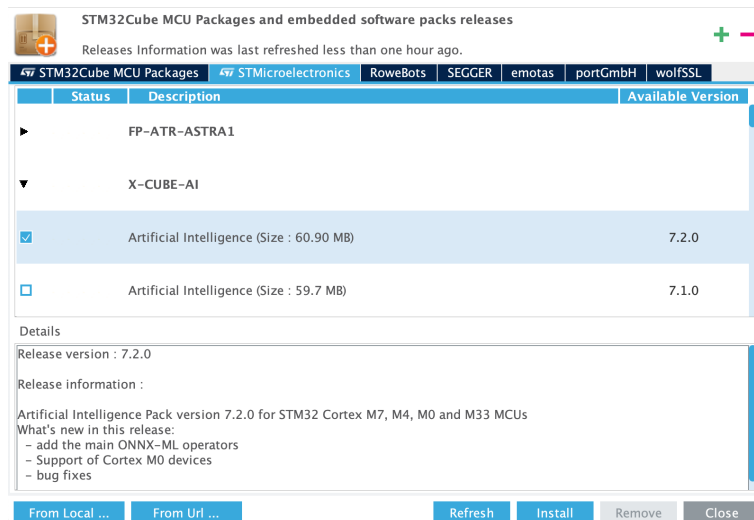 STM32Cube MCU Packages and embedded software packs releases
Releases Information was last refreshed less than one hour ago.
STM32Cube MCU Packages STMicroelectronics RoweBots SEGGER emotas portGmbH wolfSSL
Status Description Available Version
FP-ATR-ASTRA1
X-CUBE-AI
Artificial Intelligence (Size : 60.90 MB) 7.2.0
Artificial Intelligence (Size : 59.7 MB) 7.1.0
Details
Release version : 7.2.0
Release information :
Artificial Intelligence Pack version 7.2.0 for STM32 Cortex M7, M4, M0 and M33 MCUs
What's new in this release:
– add the main ONNX-ML operators
– Support of Cortex M0 devices
– bug fixes
From Local ... From Url ... Refresh Install Remove Close